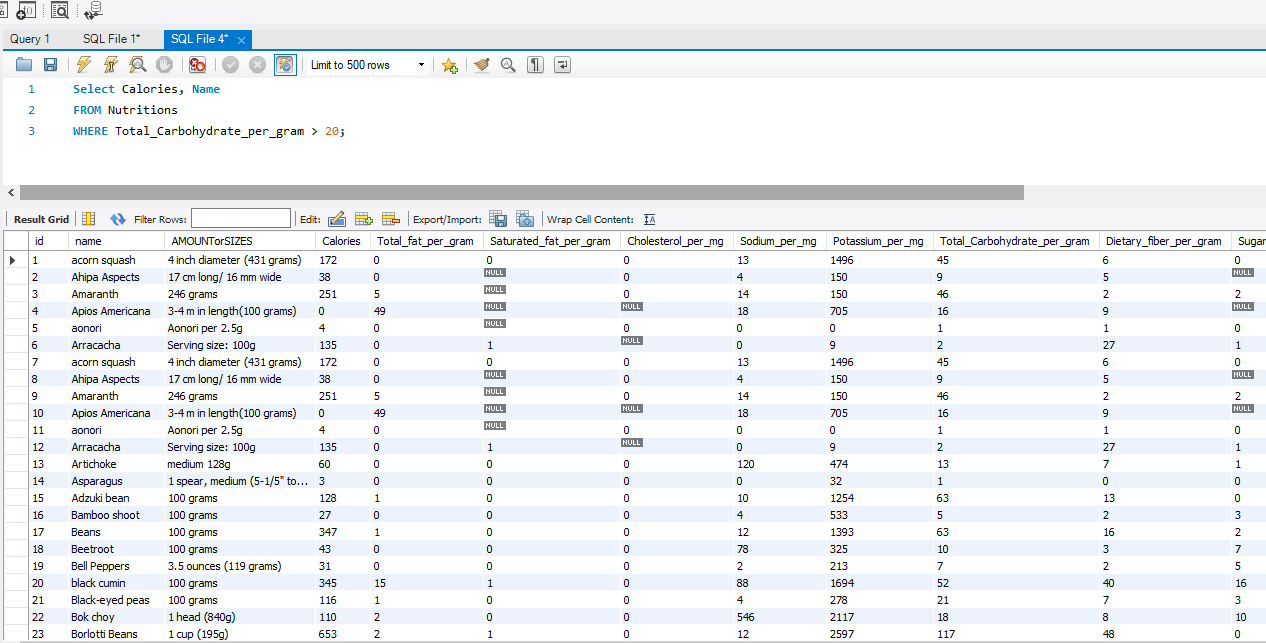 Query 1 SQL File 1* SQL File 4*
Limit to 500 rows
1 Select Calories, Name
2 FROM Nutritions
3 WHERE Total_Carbohydrate_per_gram > 20;
Result Grid Filter Rows: Edit: Export/Import: Wrap Cell Content:
id name AMOUNTorSIZES Calories Total_fat_per_gram Saturated_fat_per_gram Cholesterol_per_mg Sodium_per_mg Potassium_per_mg Total_Carbohydrate_per_gram Dietary_fiber_per_gram Sugar
1 acorn squash 4 inch diameter (431 grams) 172 0 0 0 13 1496 45 6 0
2 Ahipa Aspects 17 cm long/ 16 mm wide 38 0 NULL 0 4 150 9 5 NULL
3 Amaranth 246 grams 251 5 NULL 0 14 150 46 2 2
4 Apios Americana 3-4 m in length(100 grams) 0 49 NULL NULL 18 705 16 9 NULL
5 aonori Aonori per 2.5g 4 0 NULL 0 0 0 1 1 0
6 Arracacha Serving size: 100g 135 0 1 NULL 0 9 2 27 1
7 acorn squash 4 inch diameter (431 grams) 172 0 0 0 13 1496 45 6 0
8 Ahipa Aspects 17 cm long/ 16 mm wide 38 0 NULL 0 4 150 9 5 NULL
9 Amaranth 246 grams 251 5 NULL 0 14 150 46 2 2
10 Apios Americana 3-4 m in length(100 grams) 0 49 NULL NULL 18 705 16 9 NULL
11 aonori Aonori per 2.5g 4 0 NULL 0 0 0 1 1 0
12 Arracacha Serving size: 100g 135 0 1 NULL 0 9 2 27 1
13 Artichoke medium 128g 60 0 0 0 120 474 13 7 1
14 Asparagus 1 spear, medium (5-1/5" to... 3 0 0 0 0 32 1 0 0
15 Adzuki bean 100 grams 128 1 0 0 10 1254 63 13 0
16 Bamboo shoot 100 grams 27 0 0 0 4 533 5 2 3
17 Beans 100 grams 347 1 0 0 12 1393 63 16 2
18 Beetroot 100 grams 43 0 0 0 78 325 10 3 7
19 Bell Peppers 3.5 ounces (119 grams) 31 0 0 0 2 213 7 2 5
20 black cumin 100 grams 345 15 1 0 88 1694 52 40 16
21 Black-eyed peas 100 grams 116 1 0 0 4 278 21 7 3
22 Bok choy 1 head (840g) 110 2 0 0 546 2117 18 8 10
23 Borlotti Beans 1 cup (195g) 653 2 1 0 12 2597 117 48 0